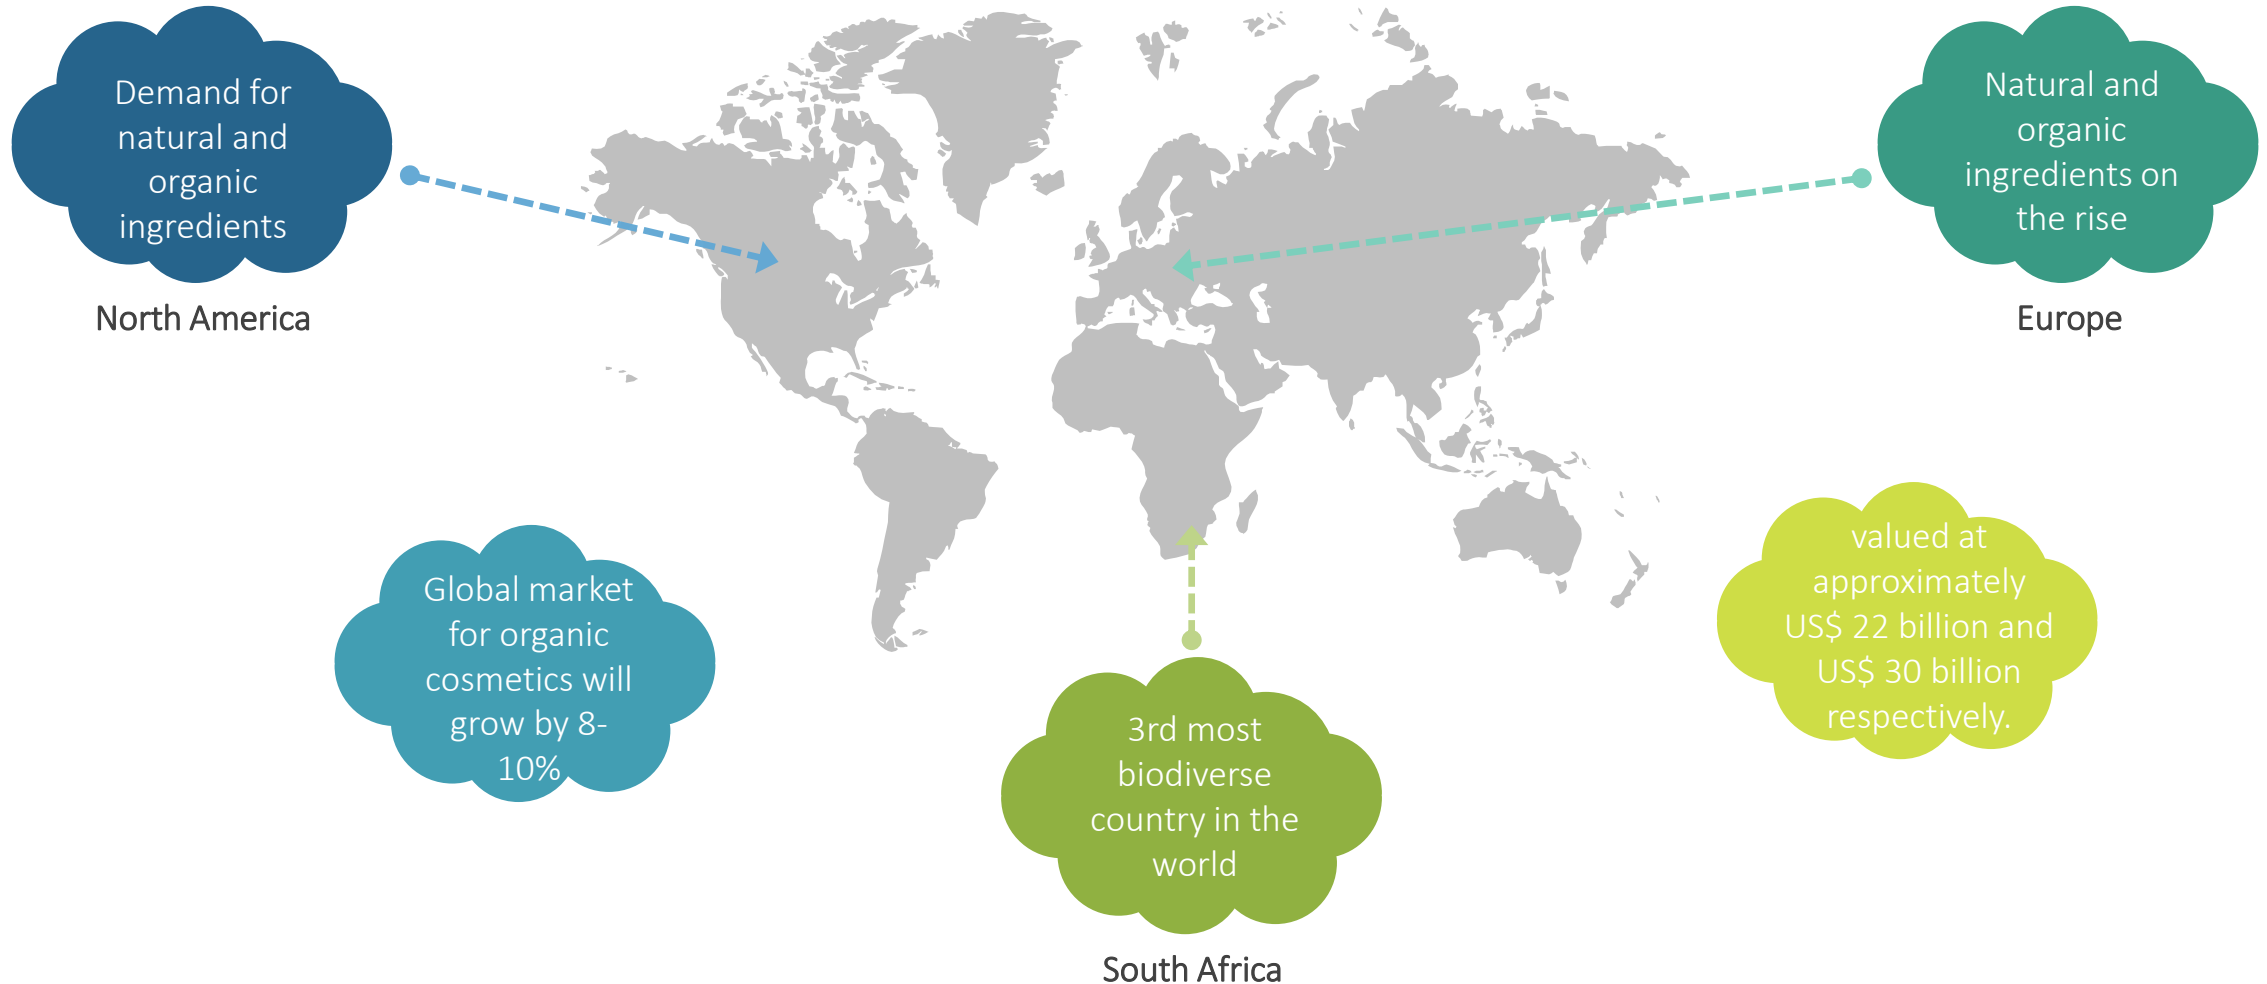 Demand for
natural and
organic
ingredients
North America
Natural and
organic
ingredients on
the rise
Europe
Global market
for organic
cosmetics will
grow by 8-
10%
3rd most
biodiverse
country in the
world
South Africa
valued at
approximately
US$ 22 billion and
US$ 30 billion
respectively.